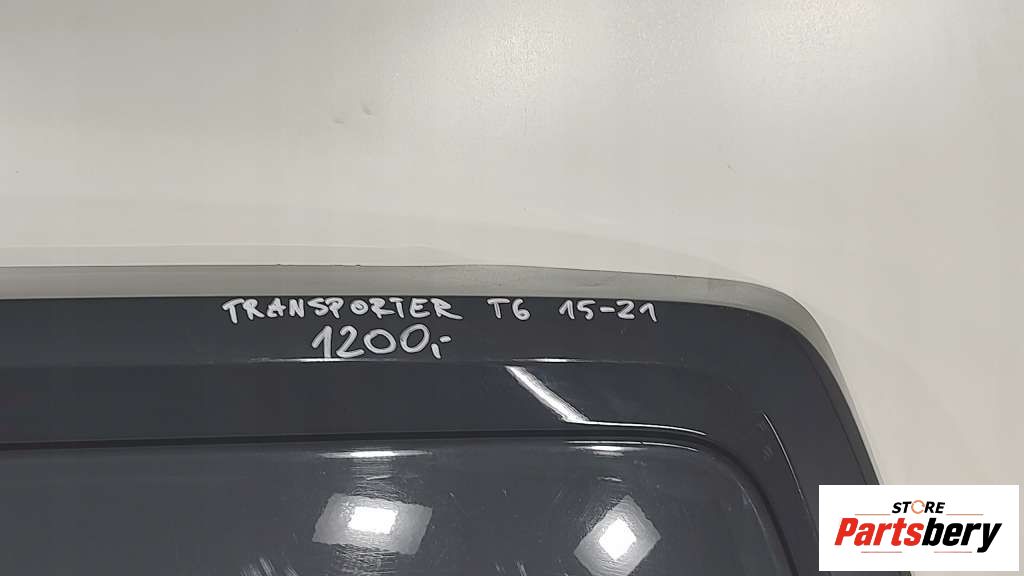 TRANSPORTER T6 15-21
1200,-
STORE
Partsbery